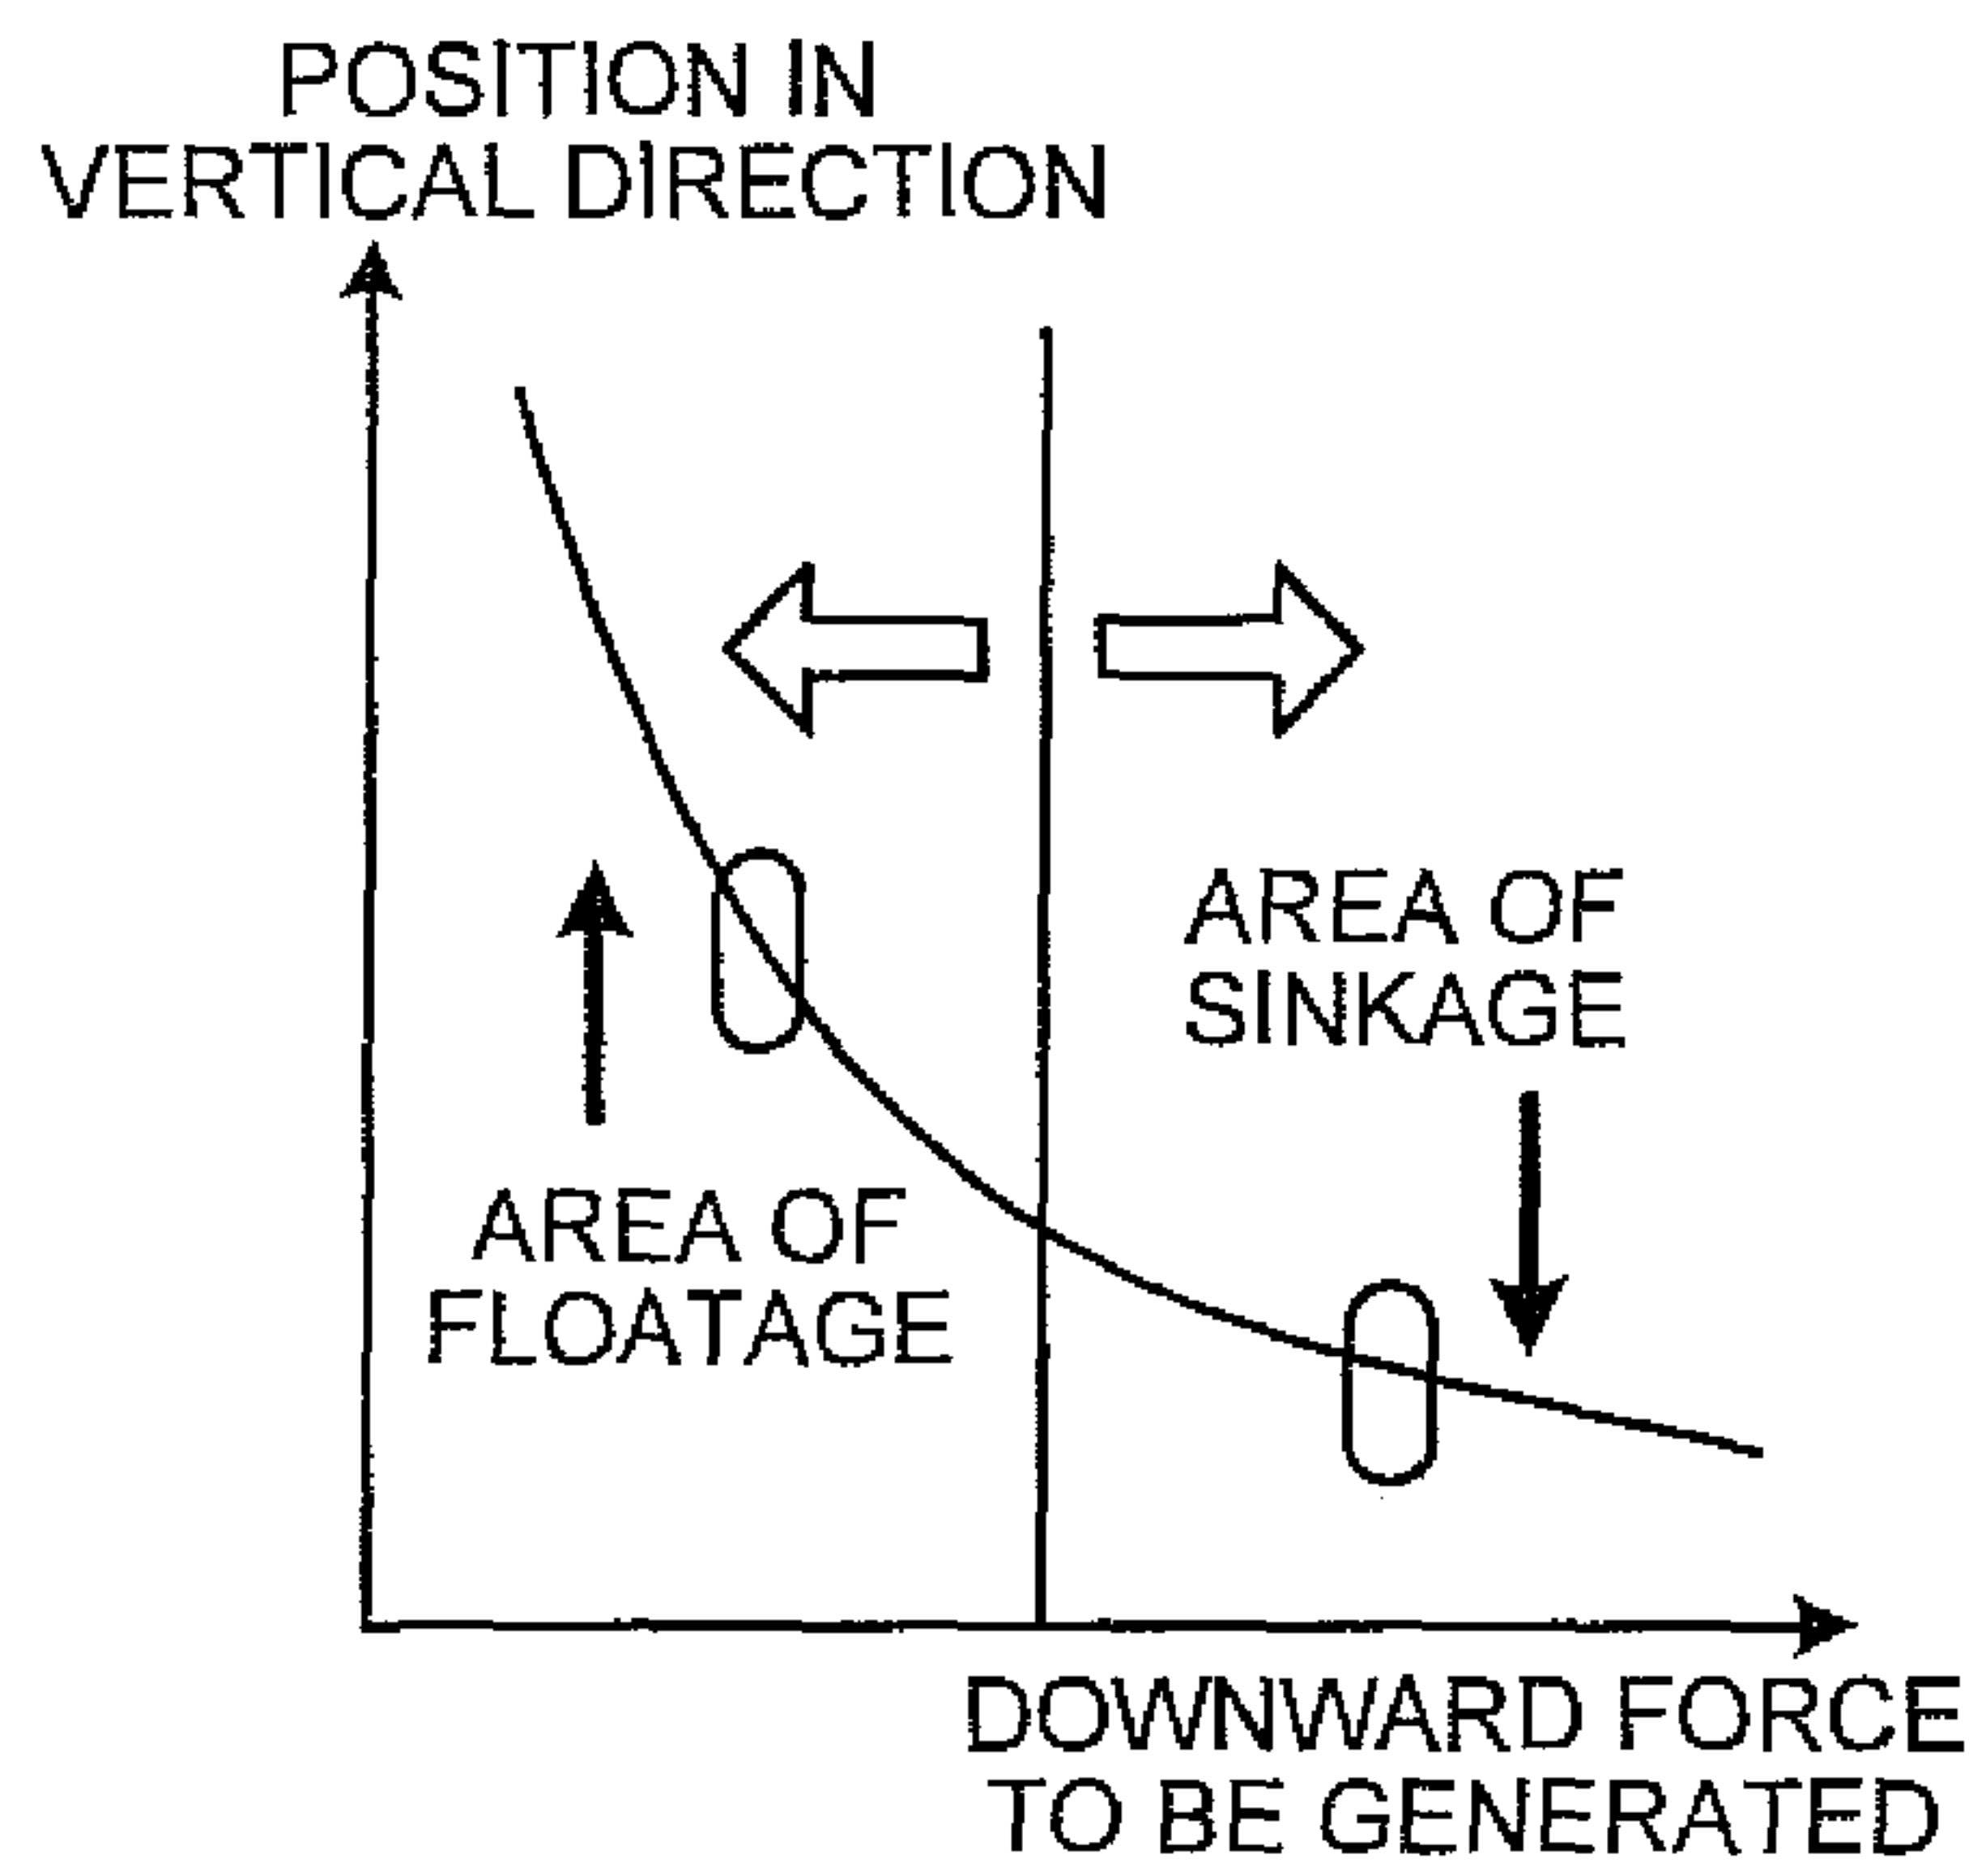 POSITION IN
VERTICAL DIRECTION
AREA OF
SINKAGE
AREA OF
FLOATAGE
DOWNWARD FORCE
TO BE GENERATED